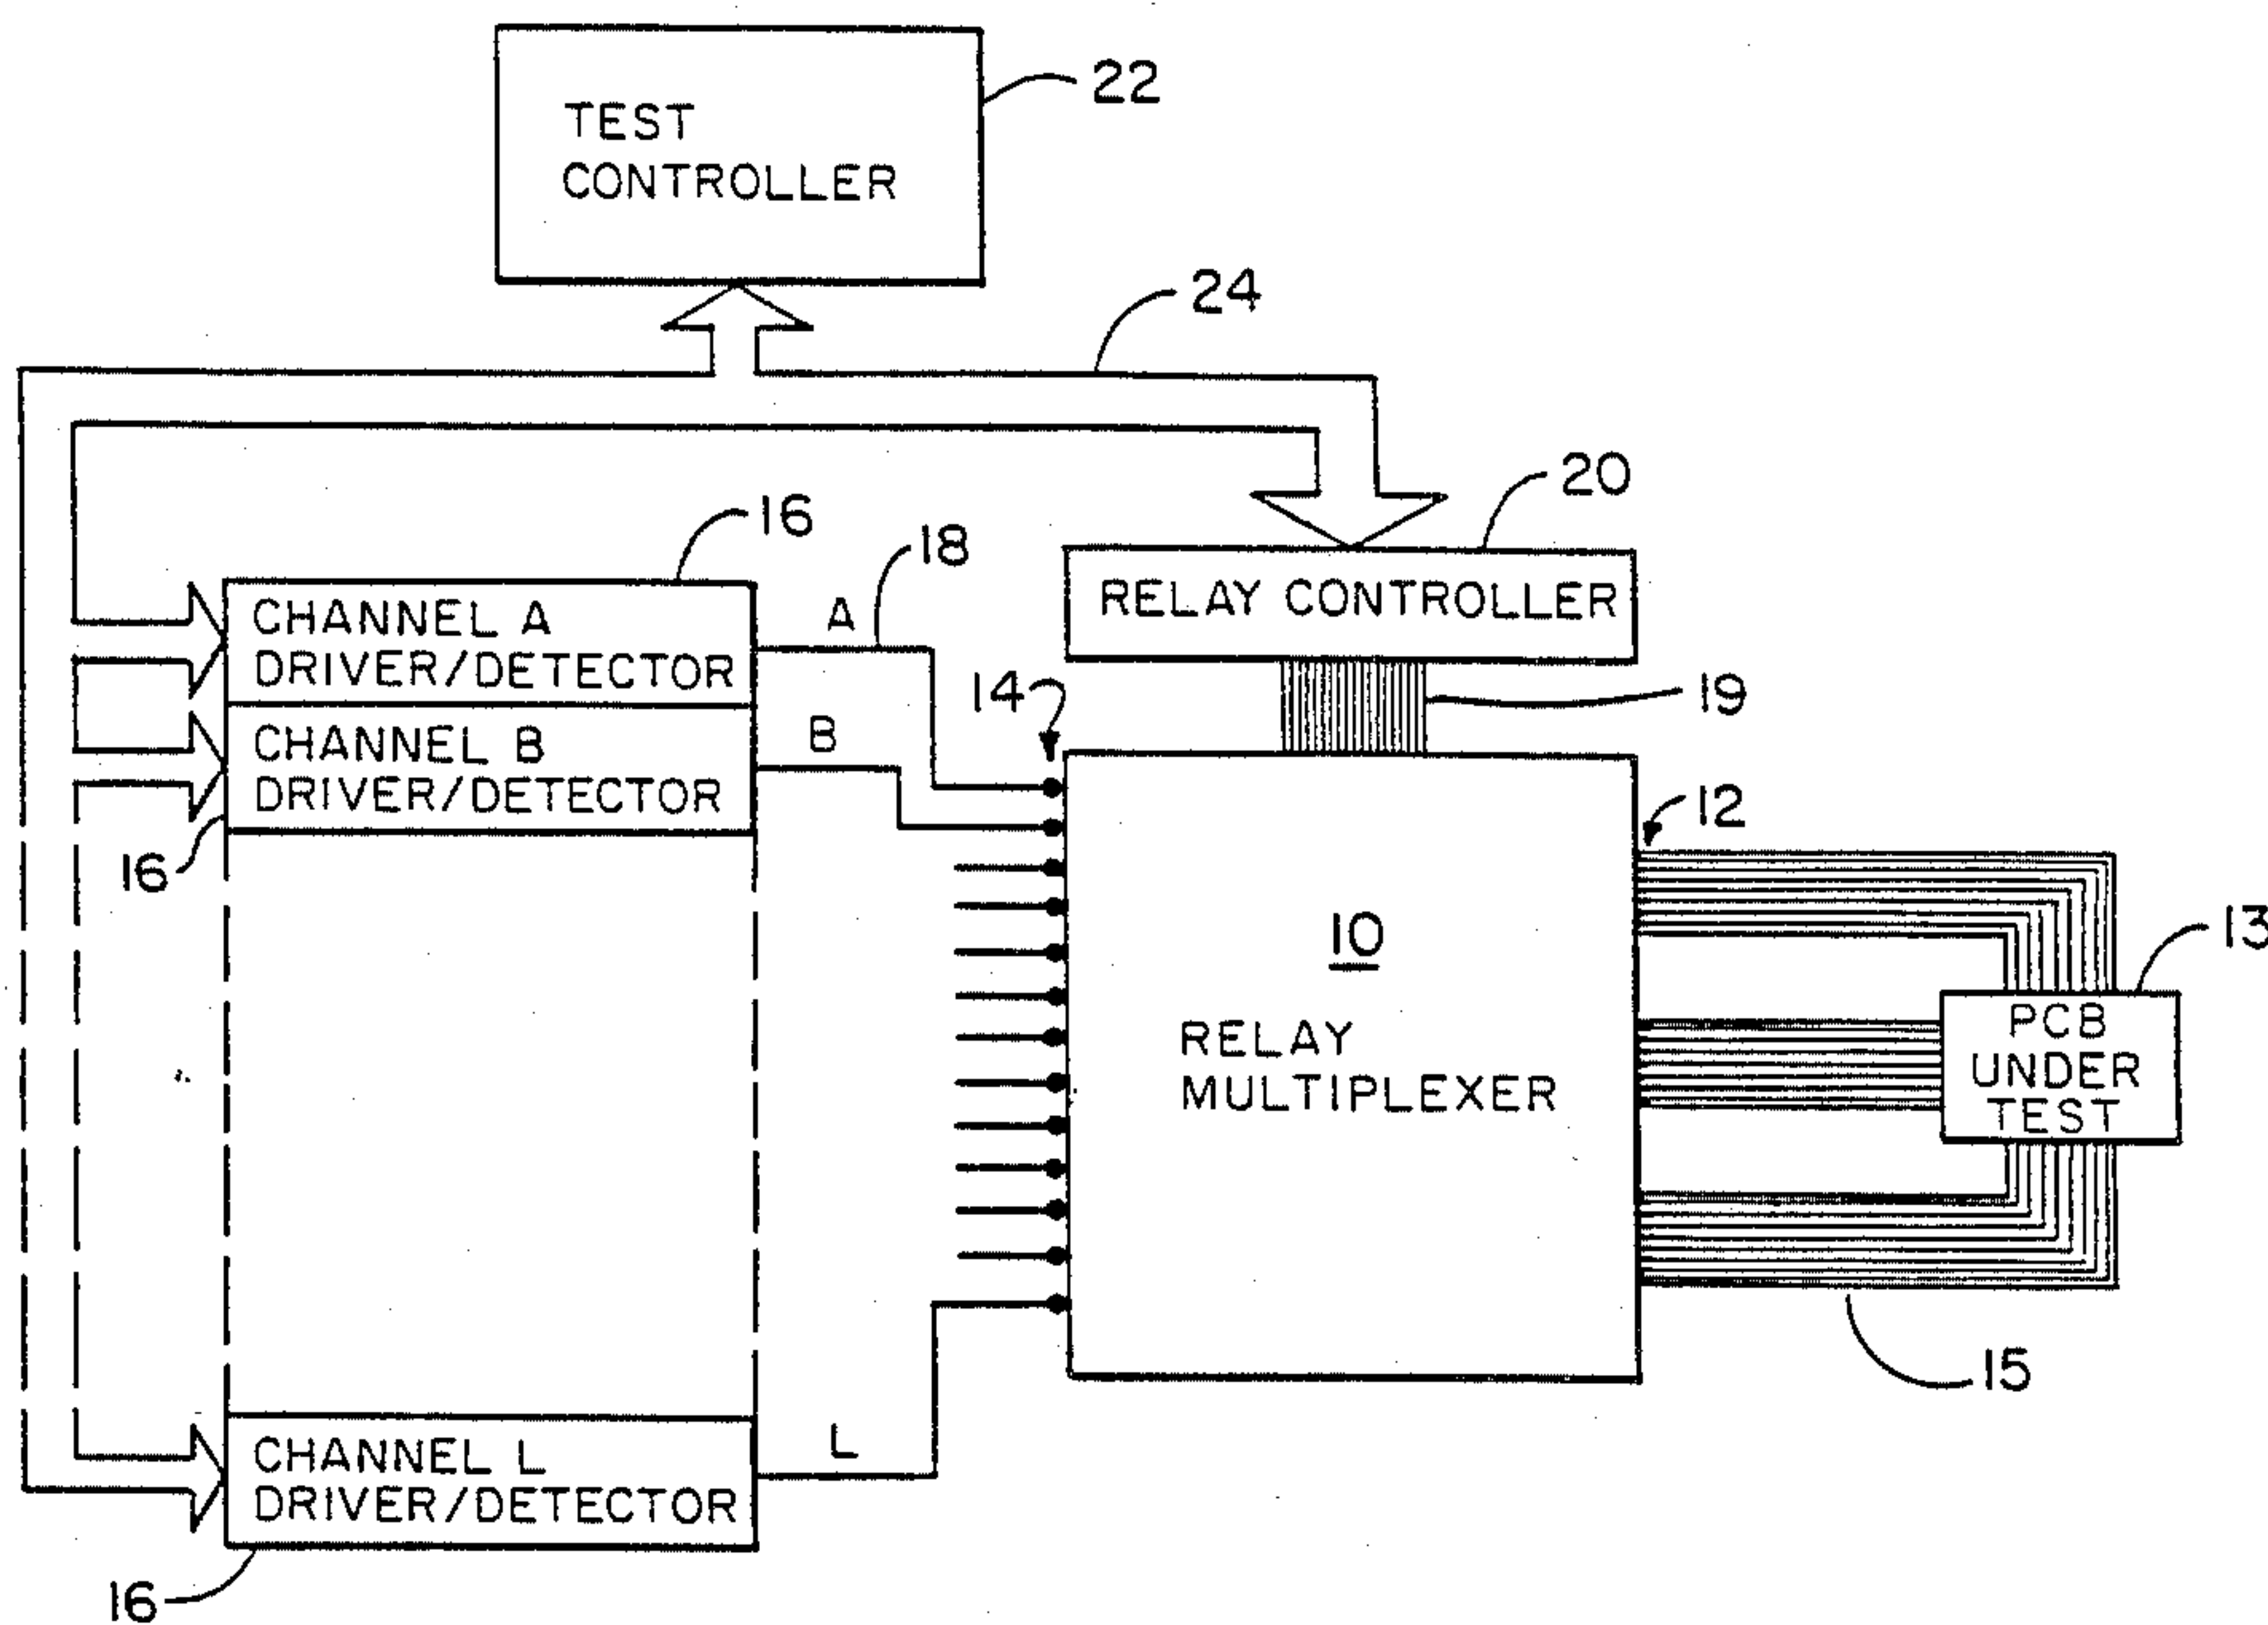 TEST
CONTROLLER
22
24
20
16
18
RELAY CONTROLLER
CHANNEL A
DRIVER/DETECTOR
A
14
19
CHANNEL B
DRIVER/DETECTOR
B
12
16
10
13
RELAY
MULTIPLEXER
PCB
UNDER
TEST
15
CHANNEL L
DRIVER/DETECTOR
L
16